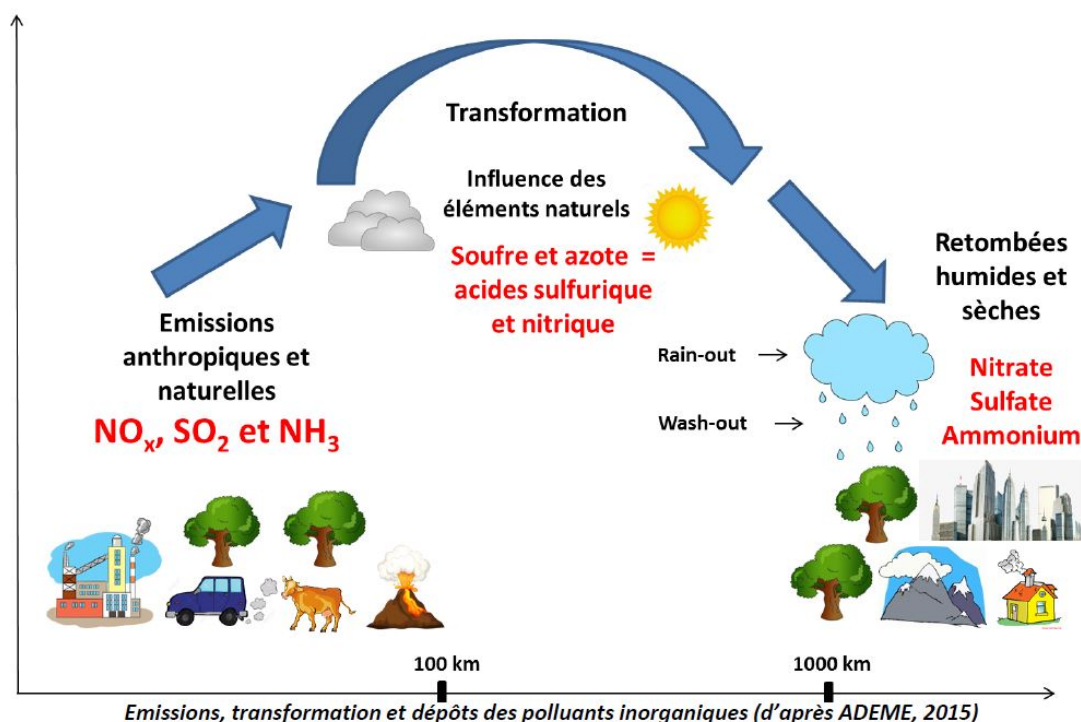 Transformation
Influence des
éléments naturels
Soufre et azote =
acides sulfurique
et nitrique
Emissions
anthropiques et
naturelles
NOx, SO2 et NH3
Retombées
humides et
sèches
Rain-out
Nitrate
Sulfate
Wash-out
Ammonium
100 km
1000 km
Emissions, transformation et dépôts des polluants inorganiques (d'après ADEME, 2015)